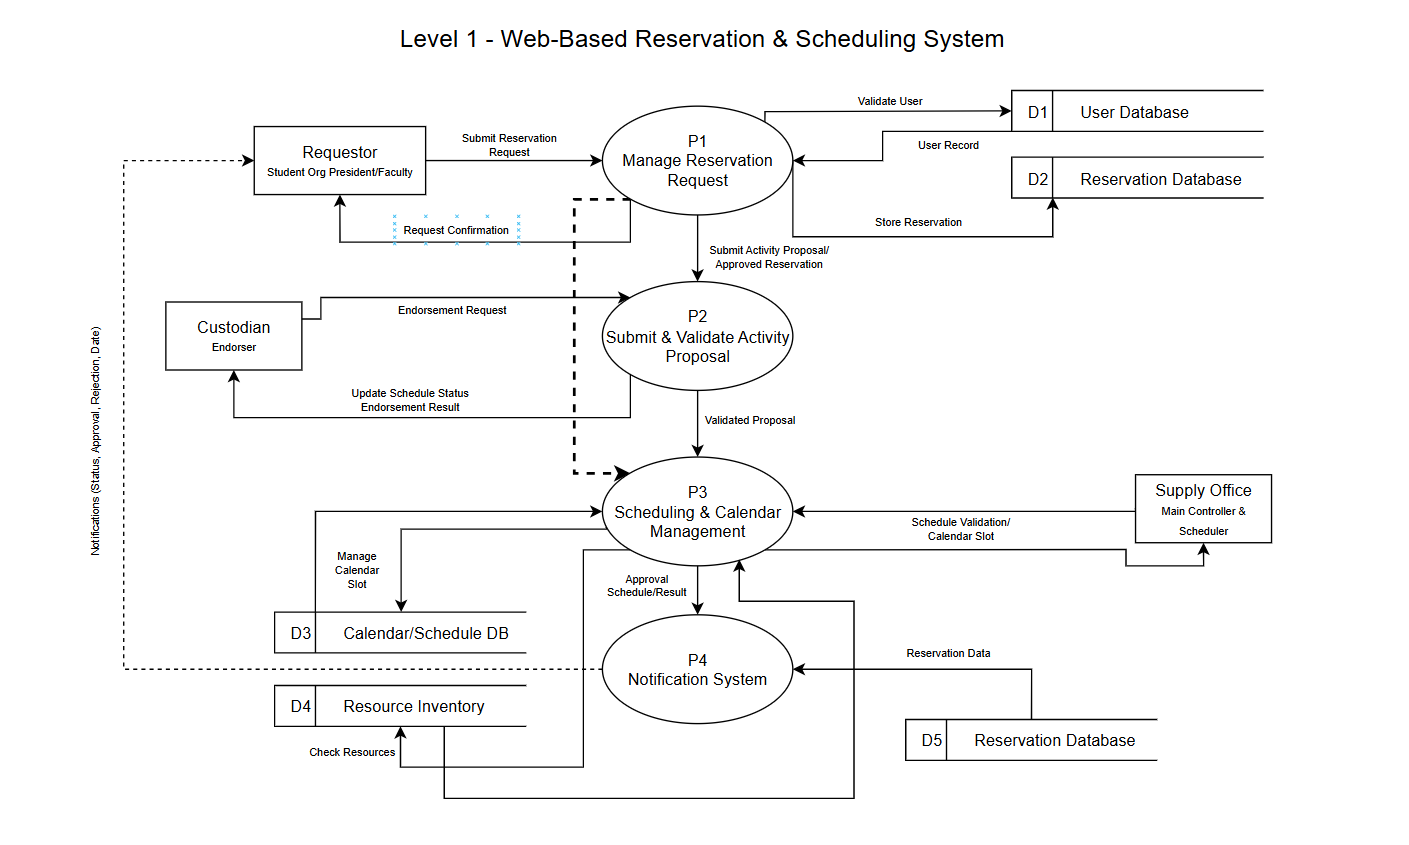 Level 1 - Web-Based Reservation & Scheduling System
Validate User
D1
User Database
P1
Manage Reservation
Request
Submit Reservation
Request
Requestor
Student Org President/Faculty
User Record
D2
Reservation Database
Store Reservation
Request Confirmation
Submit Activity Proposal/
Approved Reservation
Endorsement Request
Custodian
Endorser
P2
Submit & Validate Activity
Proposal
Update Schedule Status
Endorsement Result
Validated Proposal
Notifications (Status, Approval, Rejection, Date)
P3
Scheduling & Calendar
Management
Supply Office
Main Controller &
Scheduler
Schedule Validation/
Calendar Slot
Manage
Calendar
Slot
Approval
Schedule/Result
D3
Calendar/Schedule DB
P4
Notification System
Reservation Data
D4
Resource Inventory
Check Resources
D5
Reservation Database